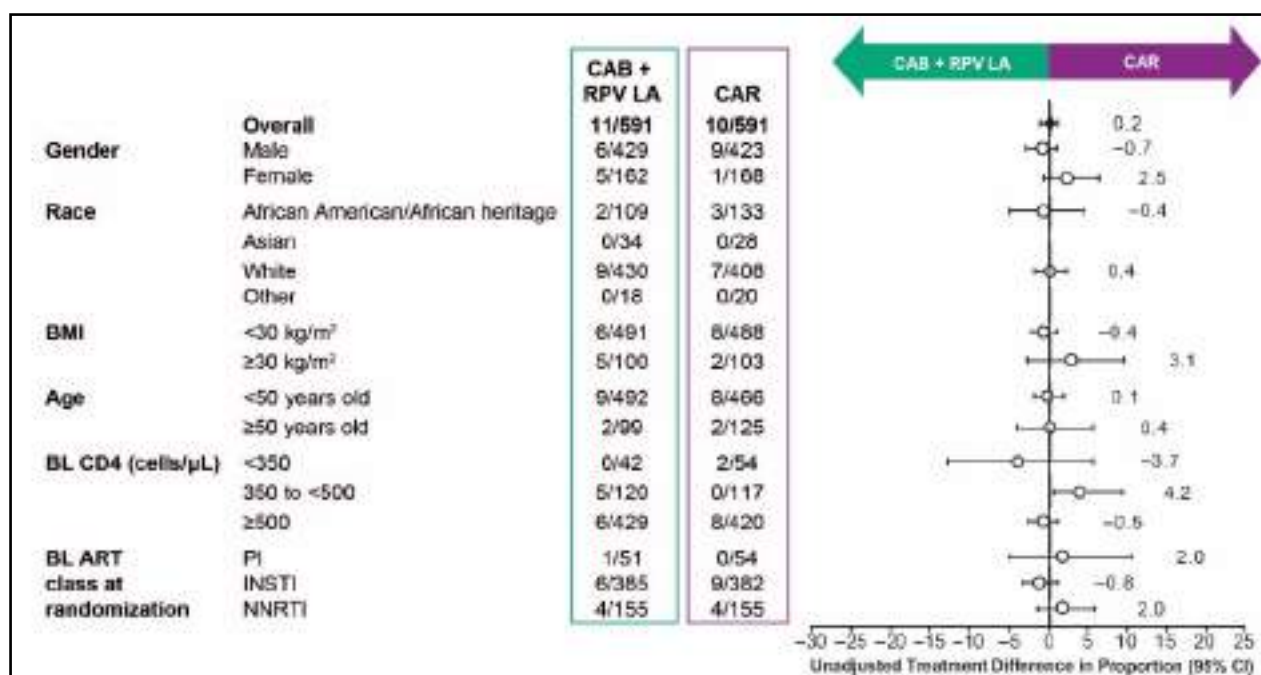 CAB + RPV LA CAR
CAB + RPV LA CAR
Overall 11/591 10/591 0.2
Gender Male 6/429 9/423 −0.7
Female 5/162 1/168 2.5
Race African American/African heritage 2/109 3/133 −0.4
Asian 0/34 0/28
White 9/430 7/408 0.4
Other 0/18 0/20
BMI <30 kg/m² 6/491 8/488 −0.4
≥30 kg/m² 5/100 2/103 3.1
Age <50 years old 9/492 8/466 0.1
≥50 years old 2/99 2/125 0.4
BL CD4 (cells/µL) <350 0/42 2/54 −3.7
350 to <500 5/120 0/117 4.2
≥500 6/429 8/420 −0.5
BL ART PI 1/51 0/54 2.0
class at INSTI 6/385 9/382 −0.8
randomization NNRTI 4/155 4/155 2.0
−30 −25 −20 −15 −10 −5 0 5 10 15 20 25
Unadjusted Treatment Difference in Proportion (95% CI)